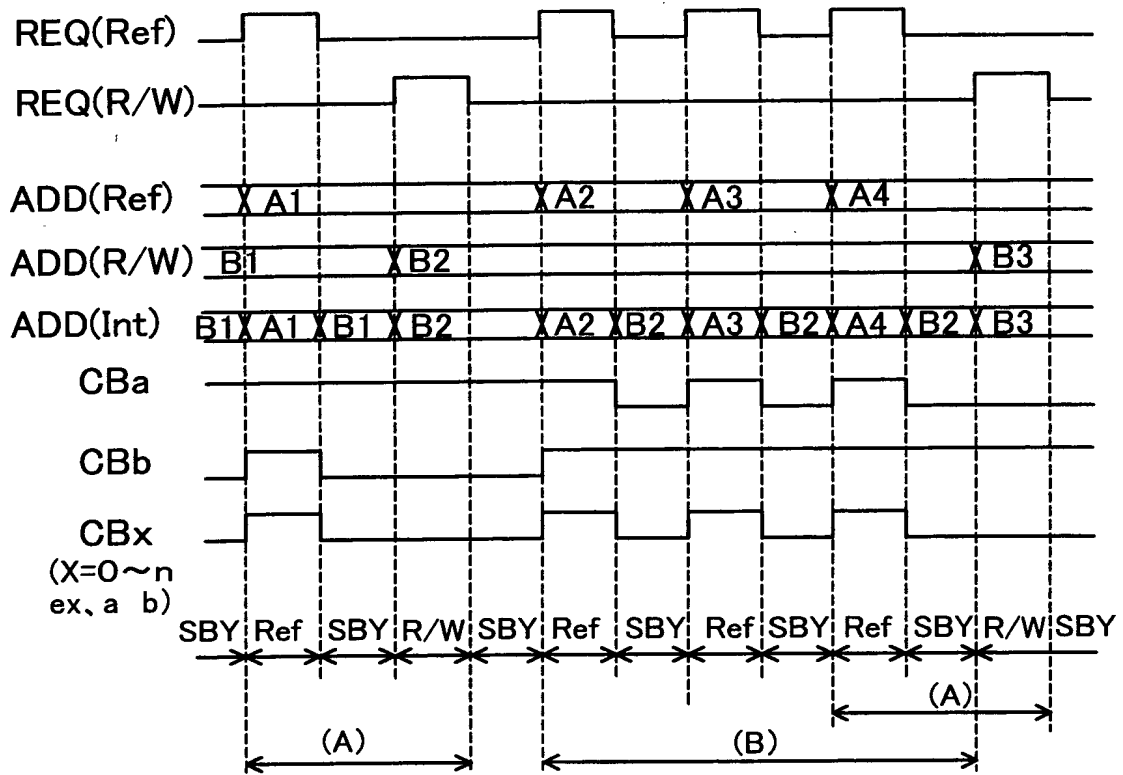 REQ(Ref)
REQ(R/W)
ADD(Ref) A1 A2 A3 A4
ADD(R/W) B1 B2 B3
ADD(Int) B1 A1 B1 B2 A2 B2 A3 B2 A4 B2 B3
CBa
CBb
CBx
(X=0～n
ex、a b)
SBY Ref SBY R/W SBY Ref SBY Ref SBY Ref SBY R/W SBY
(A)
(A) (B)